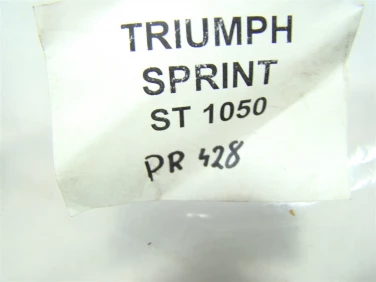 TRIUMPH
SPRINT
ST 1050
PR 428